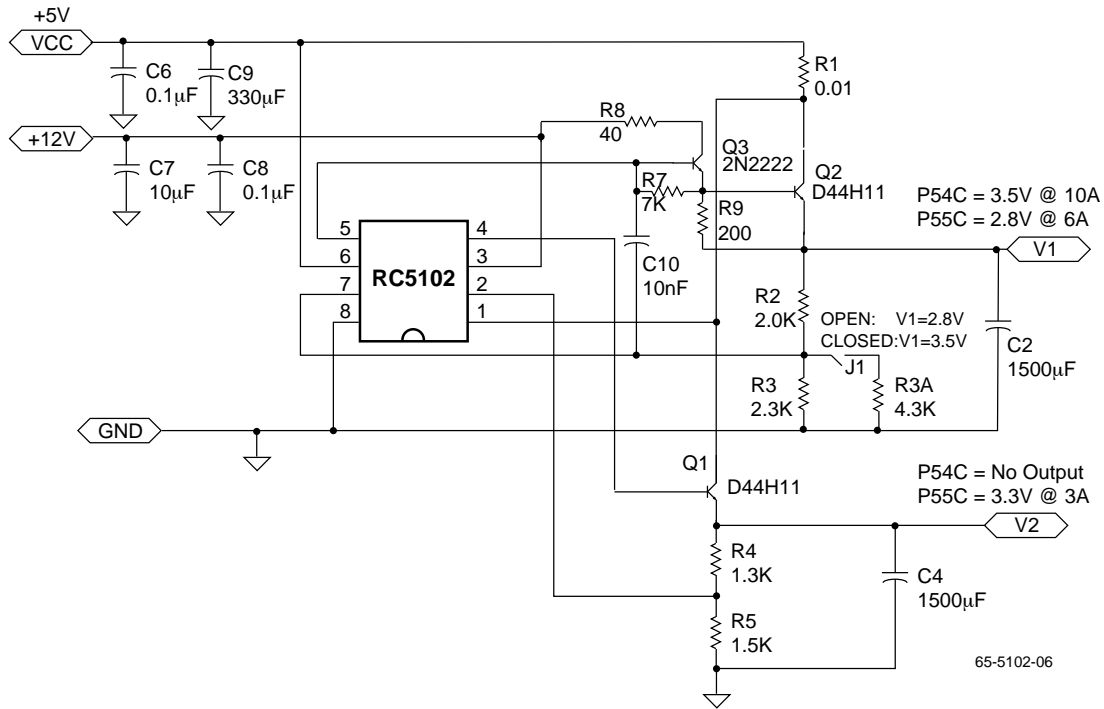 +5V
VCC
C6
0.1µF
C9
330µF
R1
0.01
+12V
C7
10µF
C8
0.1µF
R8
40
Q3
2N2222
Q2
D44H11
R7
7K
R9
200
P54C = 3.5V @ 10A
P55C = 2.8V @ 6A
V1
5
6
7
8
RC5102
4
3
2
1
C10
10nF
R2
2.0K
OPEN: V1=2.8V
CLOSED:V1=3.5V
J1
C2
1500µF
R3
2.3K
R3A
4.3K
GND
Q1
D44H11
P54C = No Output
P55C = 3.3V @ 3A
V2
R4
1.3K
C4
1500µF
R5
1.5K
65-5102-06